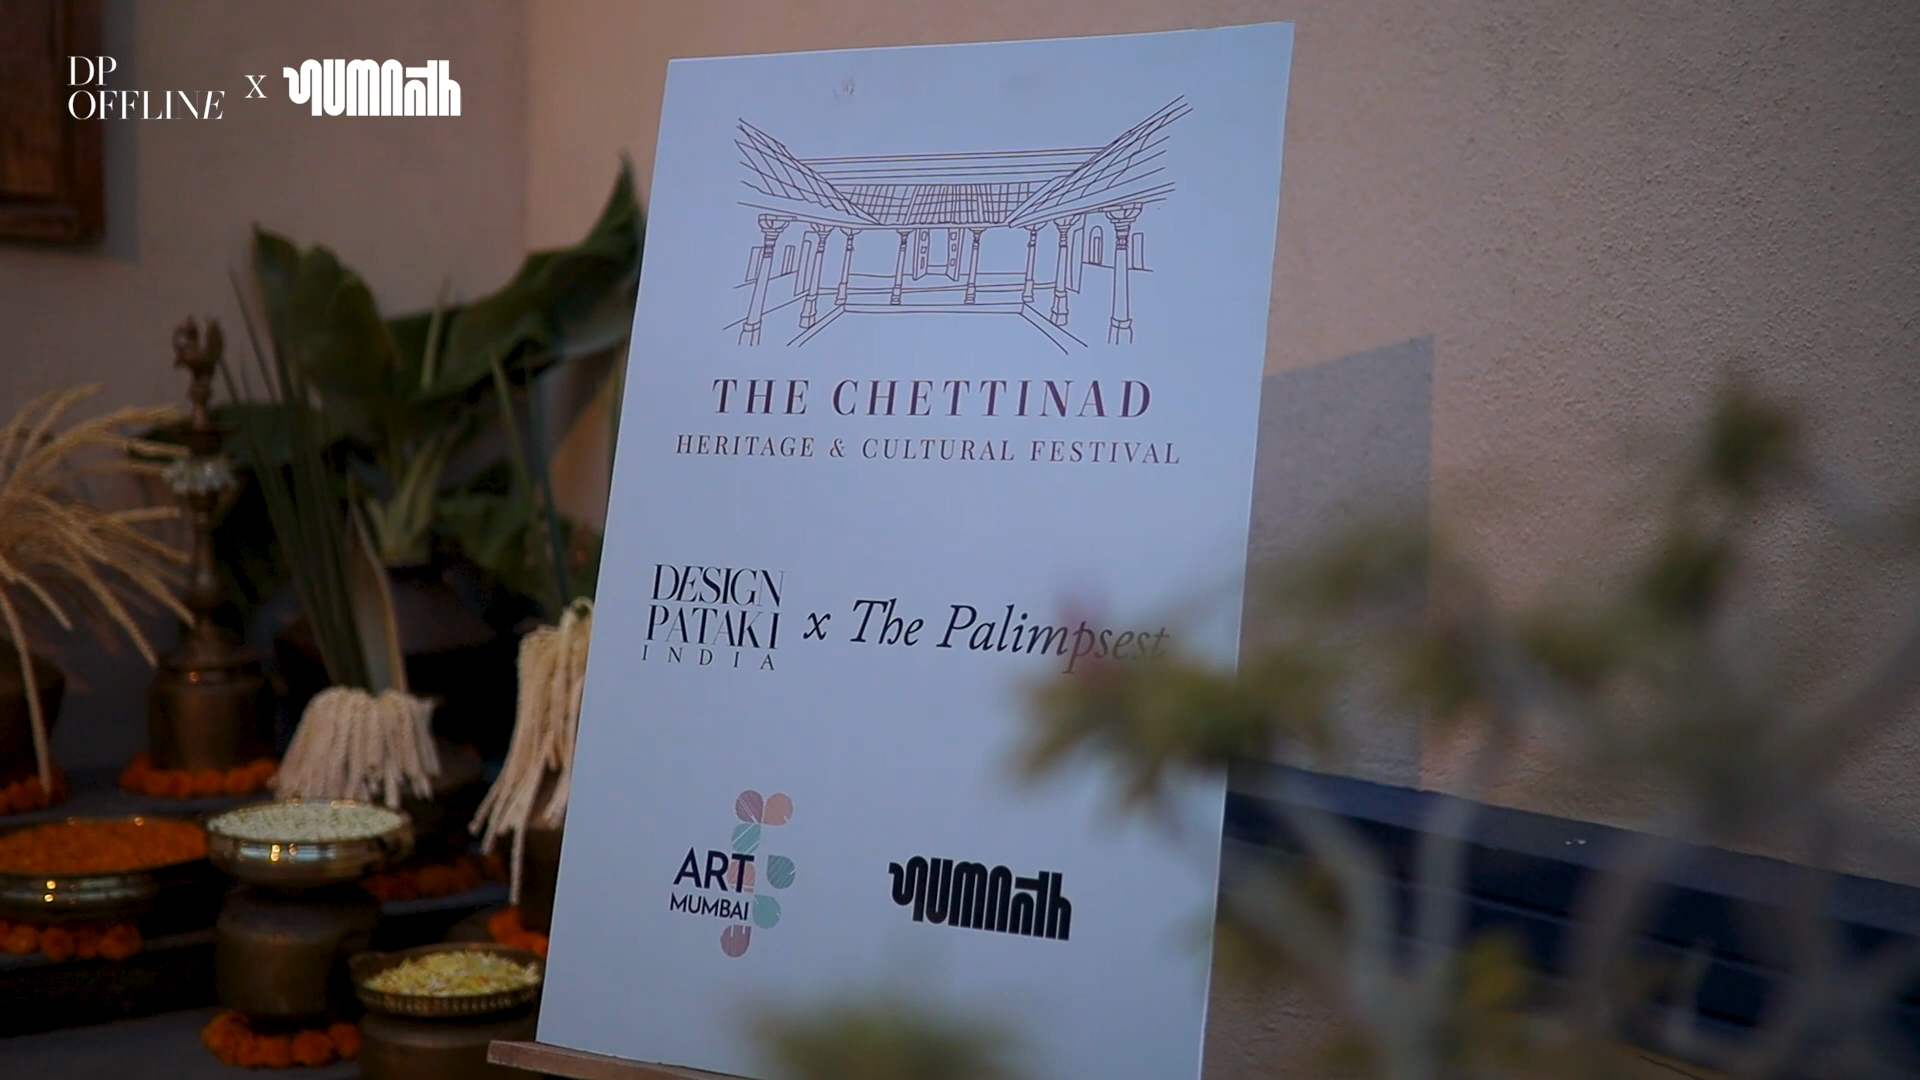 DP
OFFLINE x
THE CHETTINAD
HERITAGE & CULTURAL FESTIVAL
DESIGN
PATAKI
INDIA
x The Palimpsest
ART
MUMBAI